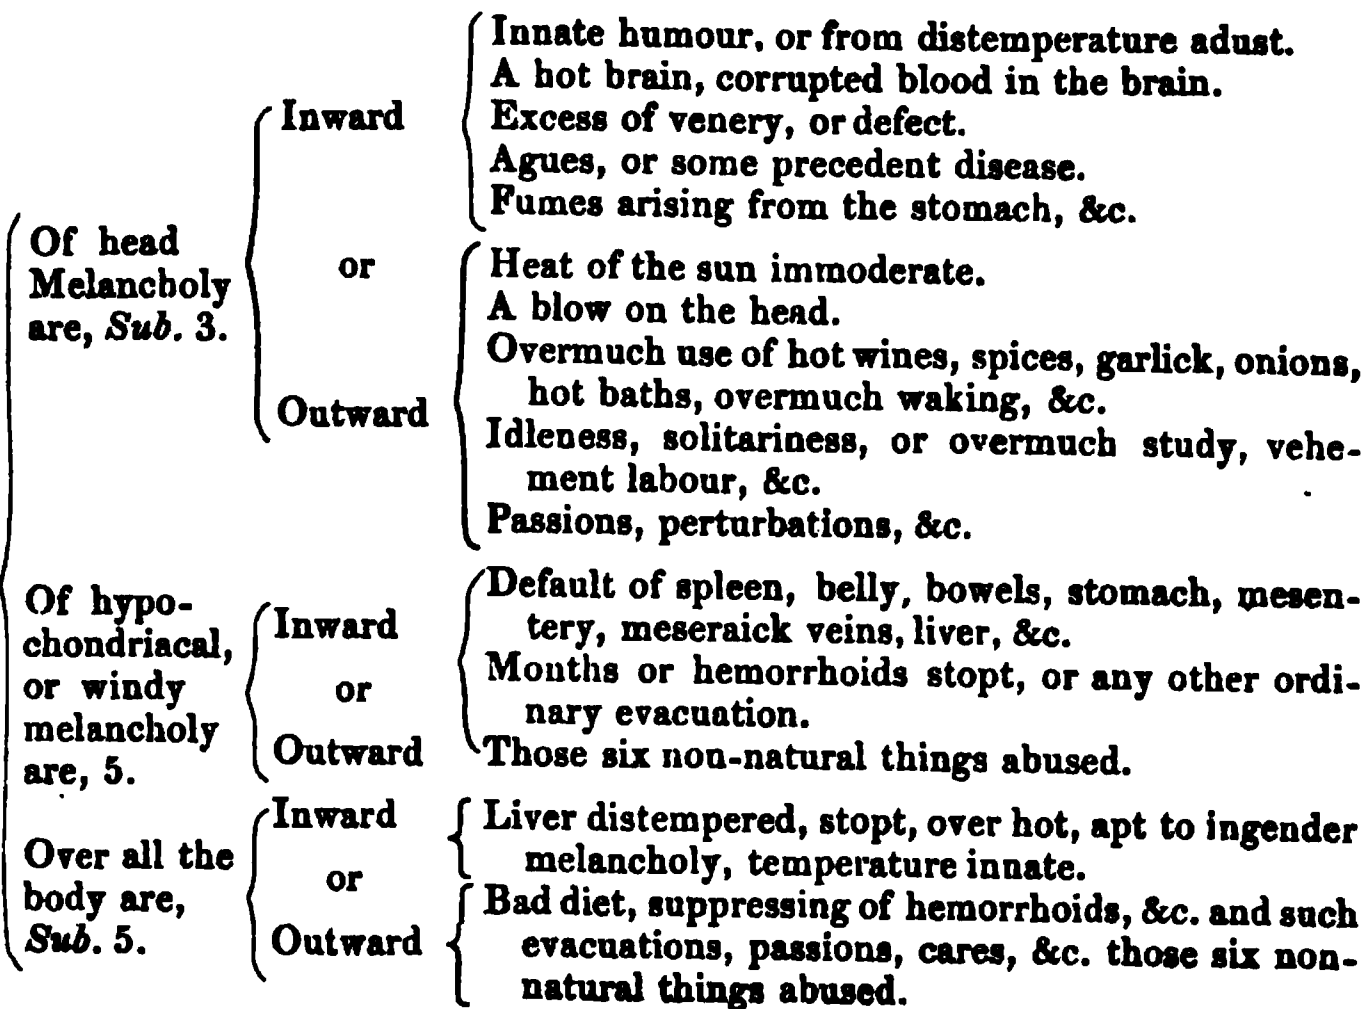 Of head
Melancholy
are, Sub. 3.
Inward
or
Outward
Innate humour, or from distemperature adust.
A hot brain, corrupted blood in the brain.
Excess of venery, or defect.
Agues, or some precedent disease.
Fumes arising from the stomach, &c.
Heat of the sun immoderate.
A blow on the head.
Overmuch use of hot wines, spices, garlick, onions,
hot baths, overmuch waking, &c.
Idleness, solitariness, or overmuch study, vehe-
ment labour, &c.
Passions, perturbations, &c.
Of hypo-
chondriacal,
or windy
melancholy
are, 5.
Inward
or
Outward
Default of spleen, belly, bowels, stomach, mesen-
tery, meseraick veins, liver, &c.
Months or hemorrhoids stopt, or any other ordi-
nary evacuation.
Those six non-natural things abused.
Over all the
body are,
Sub. 5.
Inward
or
Outward
Liver distempered, stopt, over hot, apt to ingender
melancholy, temperature innate.
Bad diet, suppressing of hemorrhoids, &c. and such
evacuations, passions, cares, &c. those six non-
natural things abused.